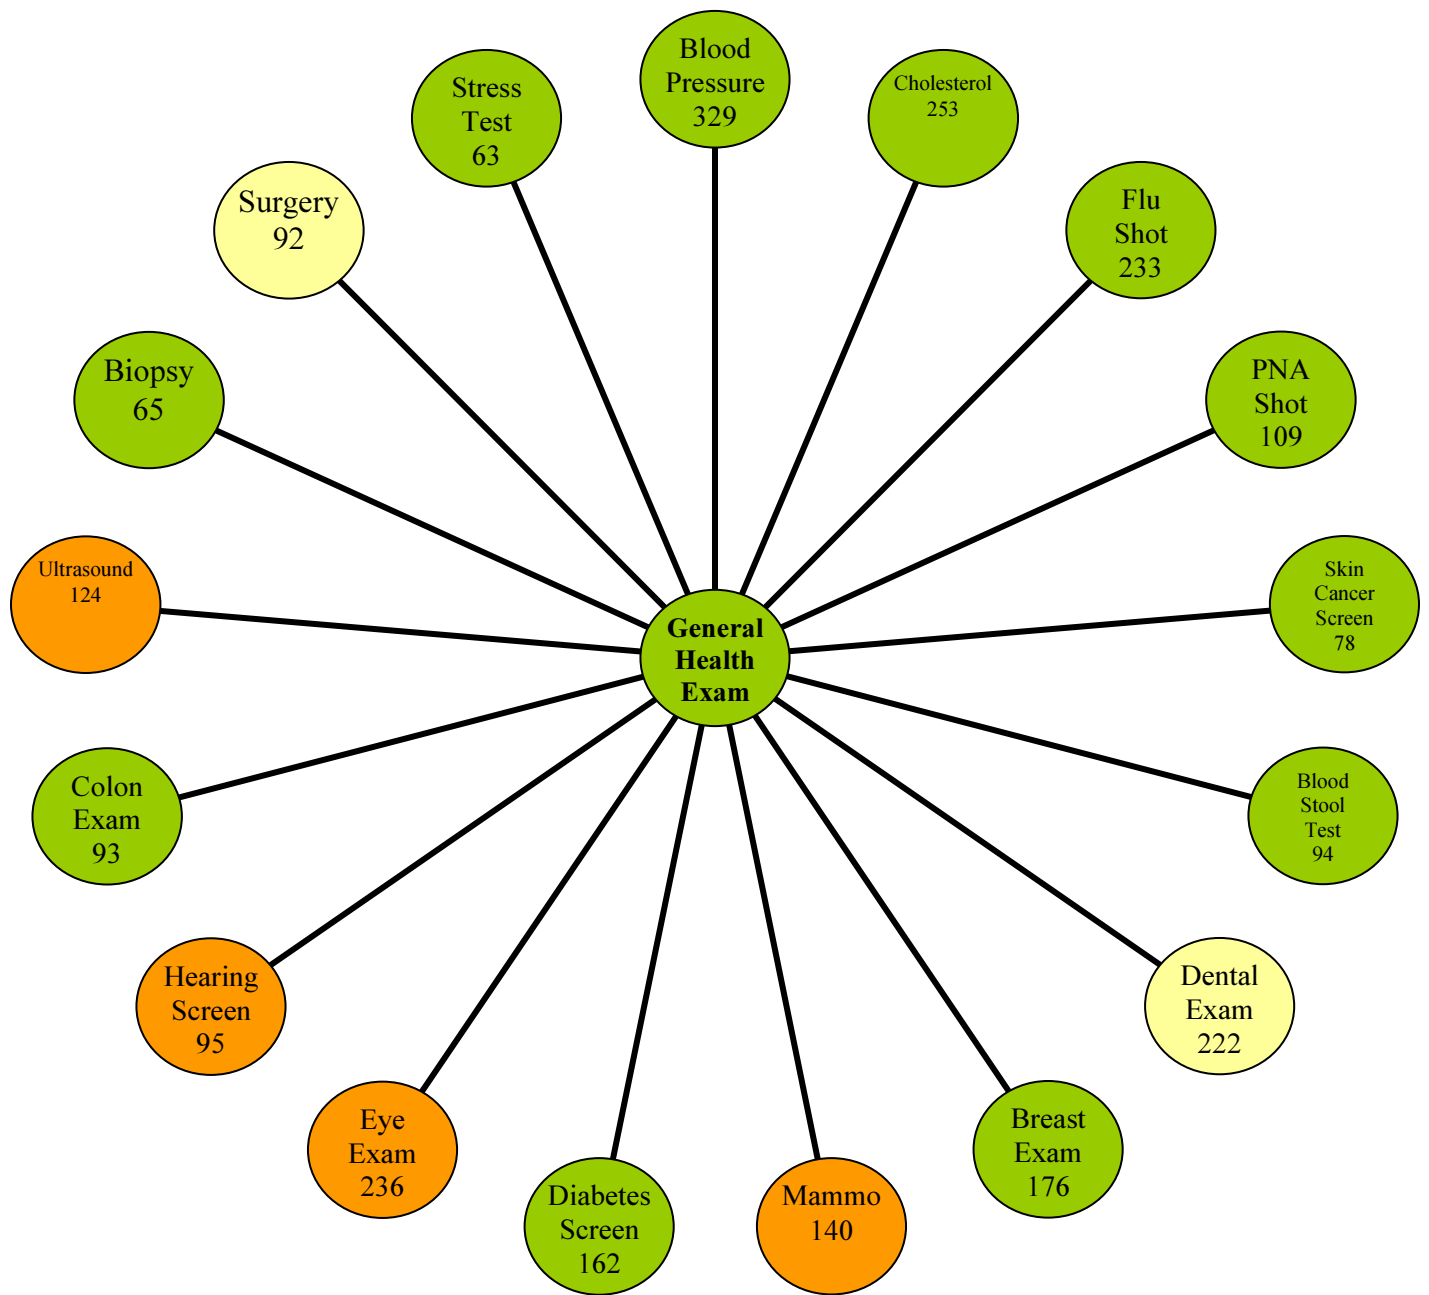 Blood
Pressure
329
Cholesterol
253
Flu
Shot
233
PNA
Shot
109
Skin
Cancer
Screen
78
Blood
Stool
Test
94
Dental
Exam
222
Breast
Exam
176
Mammo
140
Diabetes
Screen
162
Eye
Exam
236
Hearing
Screen
95
Colon
Exam
93
Ultrasound
124
Biopsy
65
Surgery
92
Stress
Test
63
General
Health
Exam